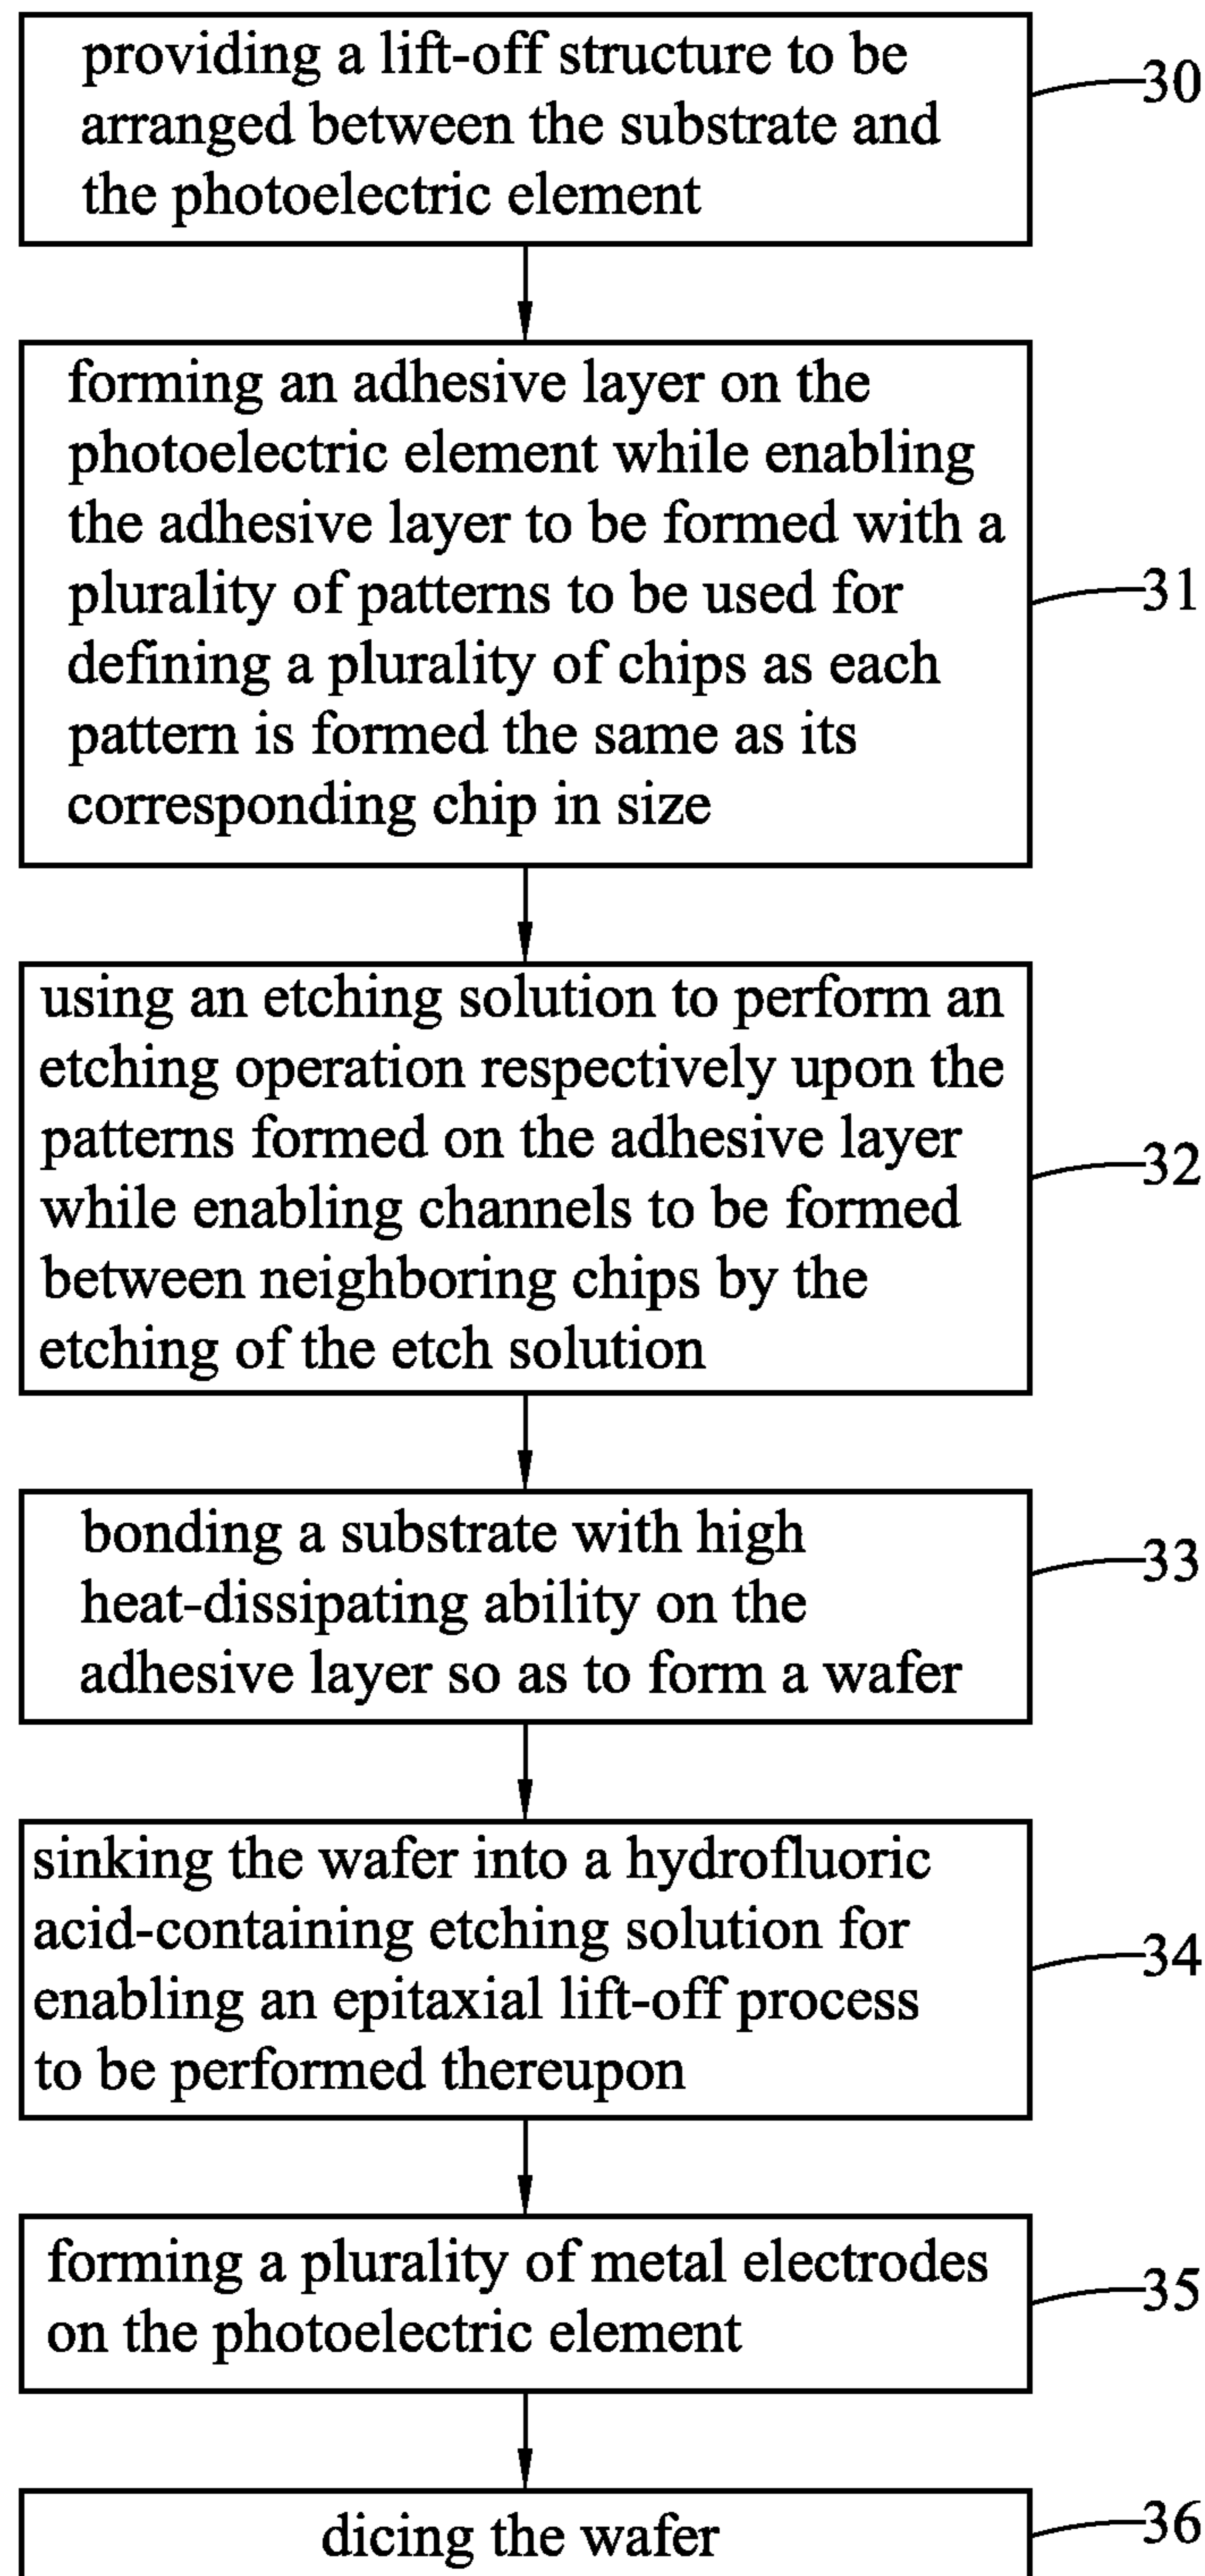 providing a lift-off structure to be
arranged between the substrate and
the photoelectric element
30
forming an adhesive layer on the
photoelectric element while enabling
the adhesive layer to be formed with a
plurality of patterns to be used for
defining a plurality of chips as each
pattern is formed the same as its
corresponding chip in size
31
using an etching solution to perform an
etching operation respectively upon the
patterns formed on the adhesive layer
while enabling channels to be formed
between neighboring chips by the
etching of the etch solution
32
bonding a substrate with high
heat-dissipating ability on the
adhesive layer so as to form a wafer
33
sinking the wafer into a hydrofluoric
acid-containing etching solution for
enabling an epitaxial lift-off process
to be performed thereupon
34
forming a plurality of metal electrodes
on the photoelectric element
35
dicing the wafer
36